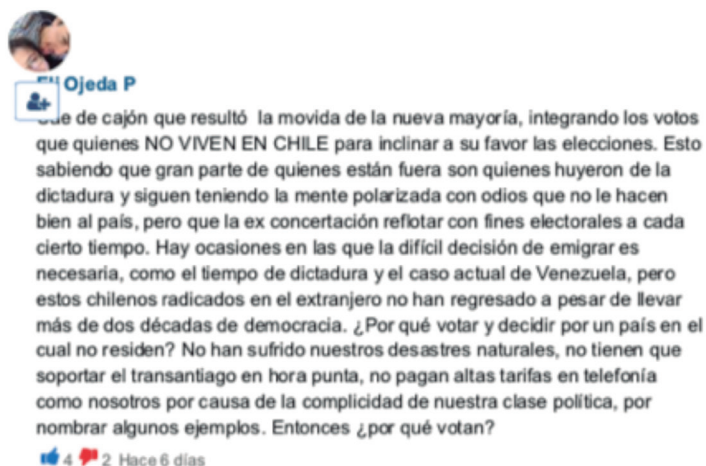 Ojeda P
de cajón que resultó la movida de la nueva mayoría, integrando los votos
que quienes NO VIVEN EN CHILE para inclinar a su favor las elecciones. Esto
sabiendo que gran parte de quienes están fuera son quienes huyeron de la
dictadura y siguen teniendo la mente polarizada con odios que no le hacen
bien al país, pero que la ex concertación reflotar con fines electorales a cada
cierto tiempo. Hay ocasiones en las que la difícil decisión de emigrar es
necesaria, como el tiempo de dictadura y el caso actual de Venezuela, pero
estos chilenos radicados en el extranjero no han regresado a pesar de llevar
más de dos décadas de democracia. ¿Por qué votar y decidir por un país en el
cual no residen? No han sufrido nuestros desastres naturales, no tienen que
soportar el transantiago en hora punta, no pagan altas tarifas en telefonía
como nosotros por causa de la complicidad de nuestra clase política, por
nombrar algunos ejemplos. Entonces ¿por qué votan?
4 2 Hace 6 días